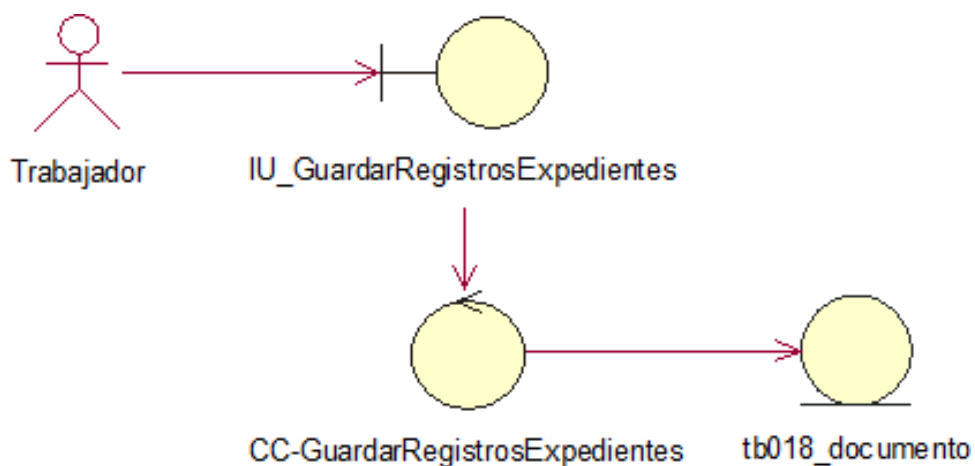 Trabajador
IU_GuardarRegistrosExpedientes
CC-GuardarRegistrosExpedientes
tb018_documento